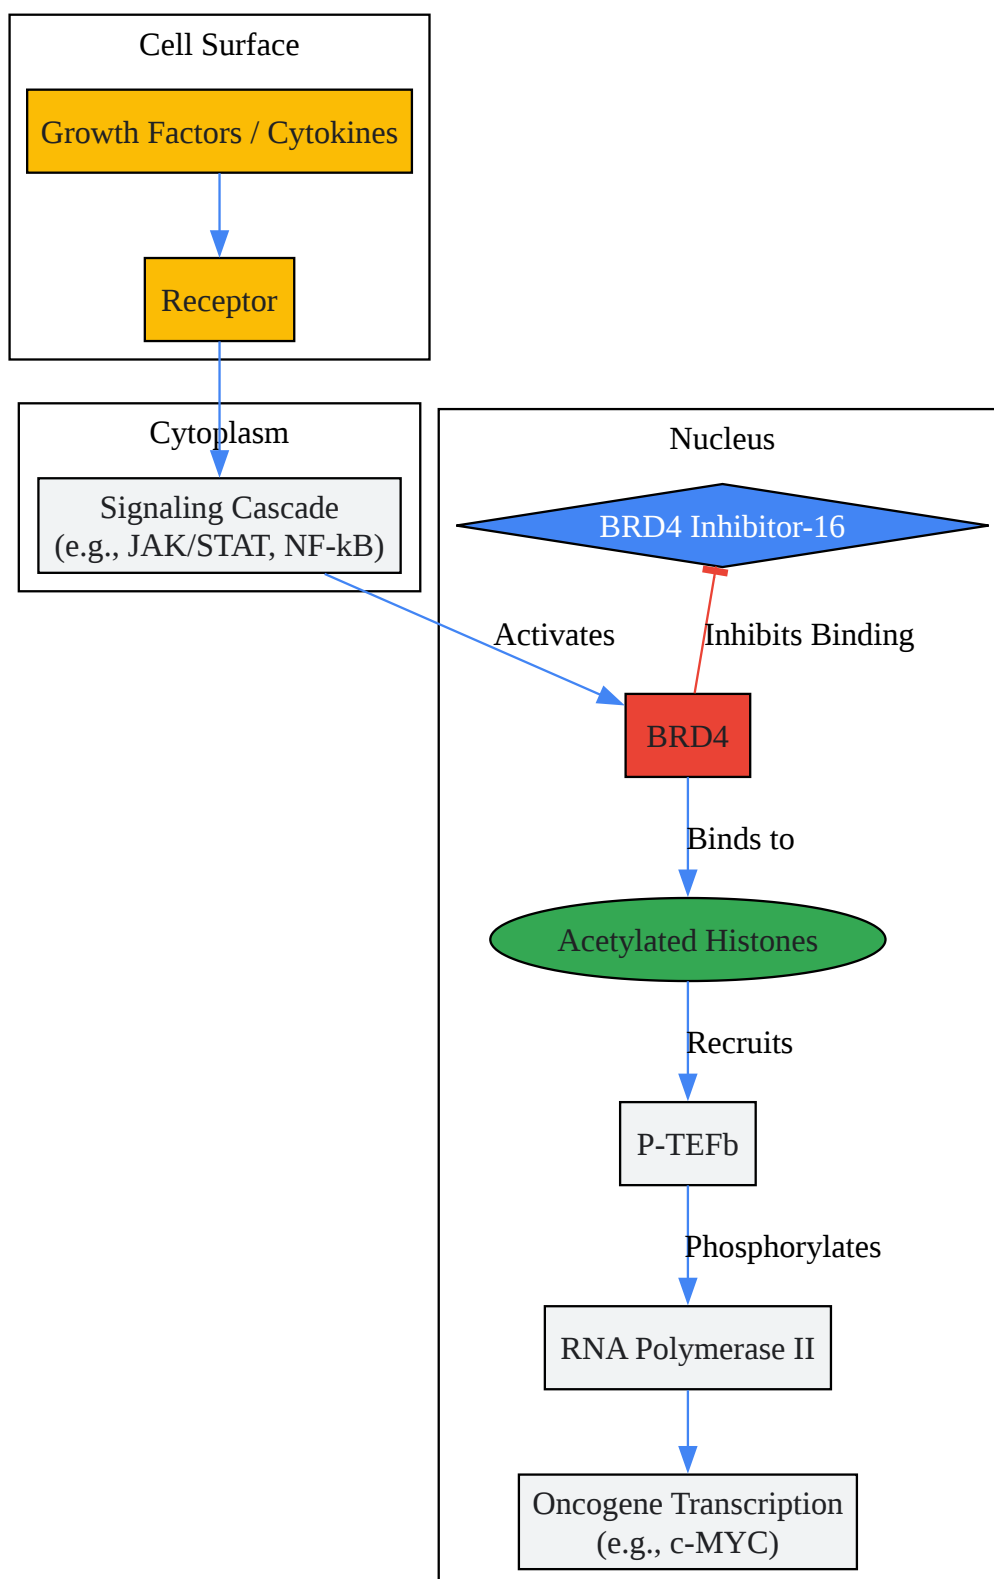 Cell Surface
Growth Factors / Cytokines
Receptor
Cytoplasm
Signaling Cascade
(e.g., JAK/STAT, NF-kB)
Nucleus
BRD4 Inhibitor-16
Activates
Inhibits Binding
BRD4
Binds to
Acetylated Histones
Recruits
P-TEFb
Phosphorylates
RNA Polymerase II
Oncogene Transcription
(e.g., c-MYC)